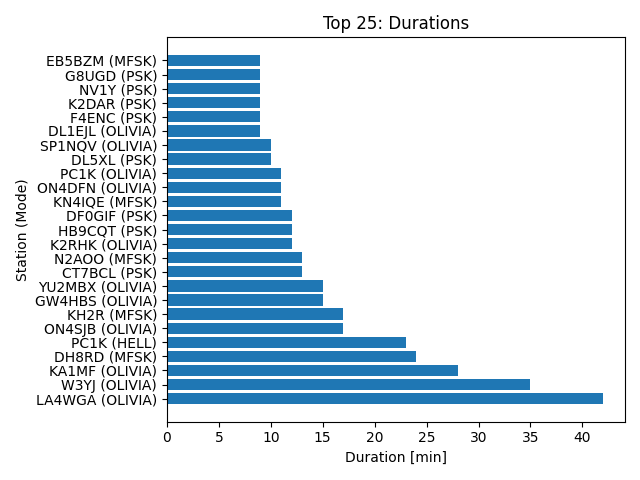 Top 25: Durations
Station (Mode)
EB5BZM (MFSK)
G8UGD (PSK)
NV1Y (PSK)
K2DAR (PSK)
F4ENC (PSK)
DL1EJL (OLIVIA)
SP1NQV (OLIVIA)
DL5XL (PSK)
PC1K (OLIVIA)
ON4DFN (OLIVIA)
KN4IQE (MFSK)
DF0GIF (PSK)
HB9CQT (PSK)
K2RHK (OLIVIA)
N2AOO (MFSK)
CT7BCL (PSK)
YU2MBX (OLIVIA)
GW4HBS (OLIVIA)
KH2R (MFSK)
ON4SJB (OLIVIA)
PC1K (HELL)
DH8RD (MFSK)
KA1MF (OLIVIA)
W3YJ (OLIVIA)
LA4WGA (OLIVIA)
0 5 10 15 20 25 30 35 40
Duration [min]